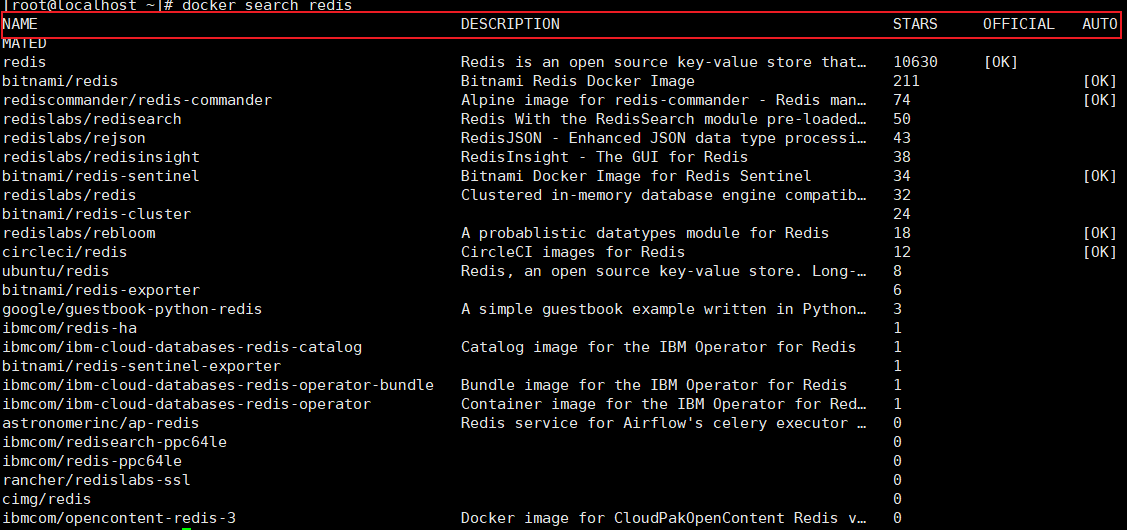 [root@localhost ~]# docker search redis
NAME DESCRIPTION STARS OFFICIAL AUTO
MATED
redis Redis is an open source key-value store that… 10630 [OK]
bitnami/redis Bitnami Redis Docker Image 211 [OK]
rediscommander/redis-commander Alpine image for redis-commander - Redis man… 74 [OK]
redislabs/redisearch Redis With the RedisSearch module pre-loaded… 50
redislabs/rejson RedisJSON - Enhanced JSON data type processi… 43
redislabs/redisinsight RedisInsight - The GUI for Redis 38
bitnami/redis-sentinel Bitnami Docker Image for Redis Sentinel 34 [OK]
redislabs/redis Clustered in-memory database engine compatib… 32
bitnami/redis-cluster 24
redislabs/rebloom A probablistic datatypes module for Redis 18 [OK]
circleci/redis CircleCI images for Redis 12 [OK]
ubuntu/redis Redis, an open source key-value store. Long-… 8
bitnami/redis-exporter 6
google/guestbook-python-redis A simple guestbook example written in Python… 3
ibmcom/redis-ha 1
ibmcom/ibm-cloud-databases-redis-catalog Catalog image for the IBM Operator for Redis 1
bitnami/redis-sentinel-exporter 1
ibmcom/ibm-cloud-databases-redis-operator-bundle Bundle image for the IBM Operator for Redis 1
ibmcom/ibm-cloud-databases-redis-operator Container image for the IBM Operator for Red… 1
astronomerinc/ap-redis Redis service for Airflow's celery executor … 0
ibmcom/redisearch-ppc64le 0
ibmcom/redis-ppc64le 0
rancher/redislabs-ssl 0
cimg/redis 0
ibmcom/opencontent-redis-3 Docker image for CloudPakOpenContent Redis v… 0